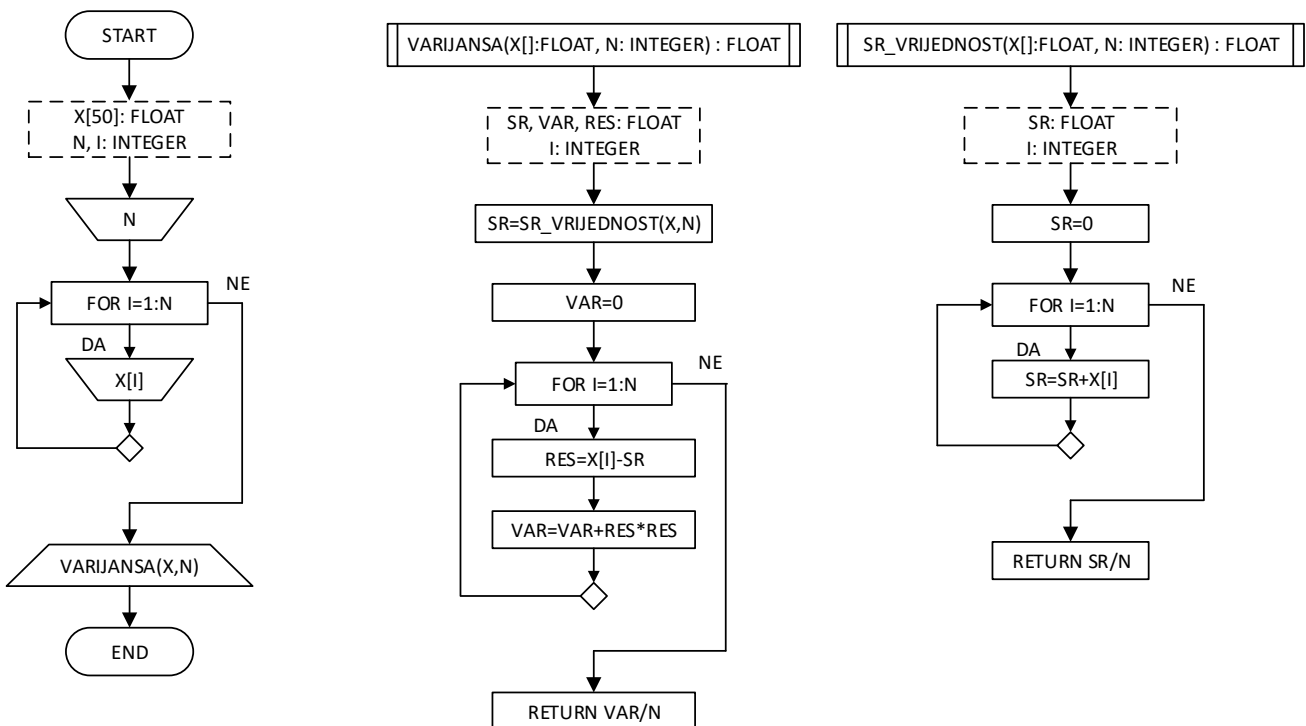 START
X[50]: FLOAT
N, I: INTEGER
N
FOR I=1:N
NE
DA
X[I]
VARIJANSA(X,N)
END
VARIJANSA(X[]:FLOAT, N: INTEGER) : FLOAT
SR, VAR, RES: FLOAT
I: INTEGER
SR=SR_VRIJEDNOST(X,N)
VAR=0
FOR I=1:N
NE
DA
RES=X[I]-SR
VAR=VAR+RES*RES
RETURN VAR/N
SR_VRIJEDNOST(X[]:FLOAT, N: INTEGER) : FLOAT
SR: FLOAT
I: INTEGER
SR=0
FOR I=1:N
NE
DA
SR=SR+X[I]
RETURN SR/N